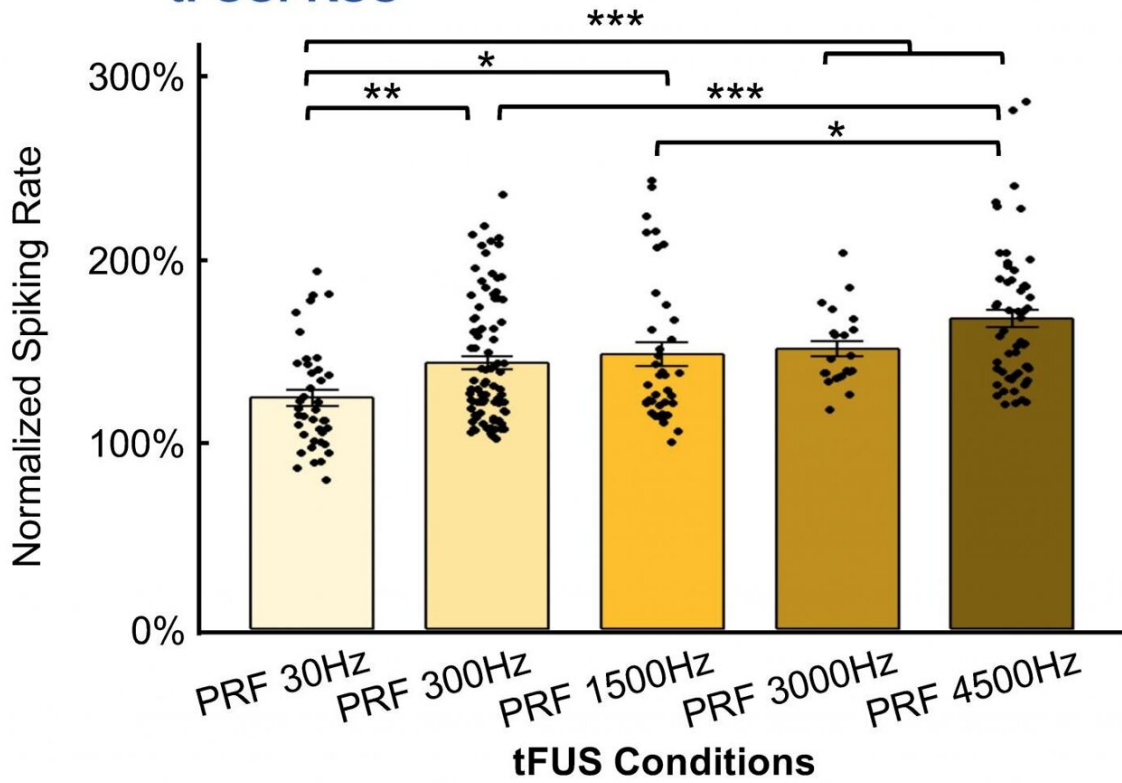 ***
300%
*
**
***
*
200%
100%
0%
Normalized Spiking Rate
PRF 30Hz
PRF 300Hz
PRF 1500Hz
PRF 3000Hz
PRF 4500Hz
tFUS Conditions